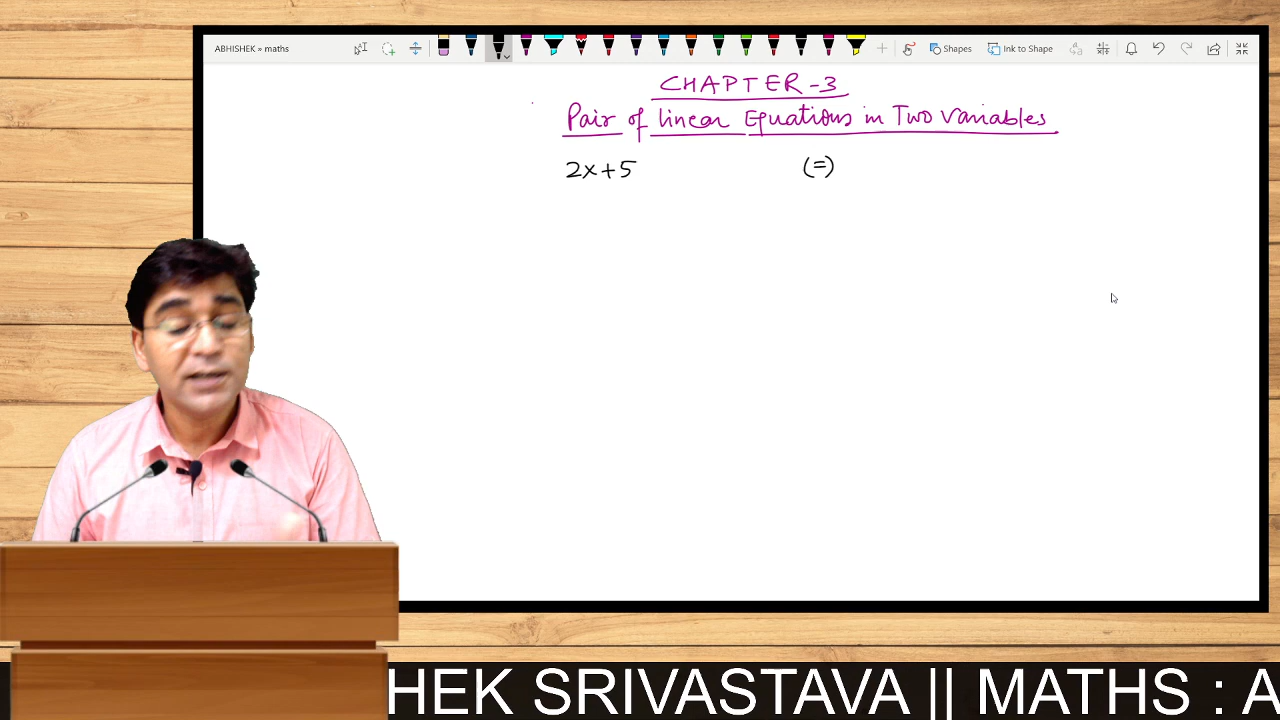 ABHISHEK » maths
Shapes
Ink to Shape
CHAPTER-3
Pair of linear Equations in Two variables
2x+5 (=)
HEK SRIVASTAVA || MATHS : A